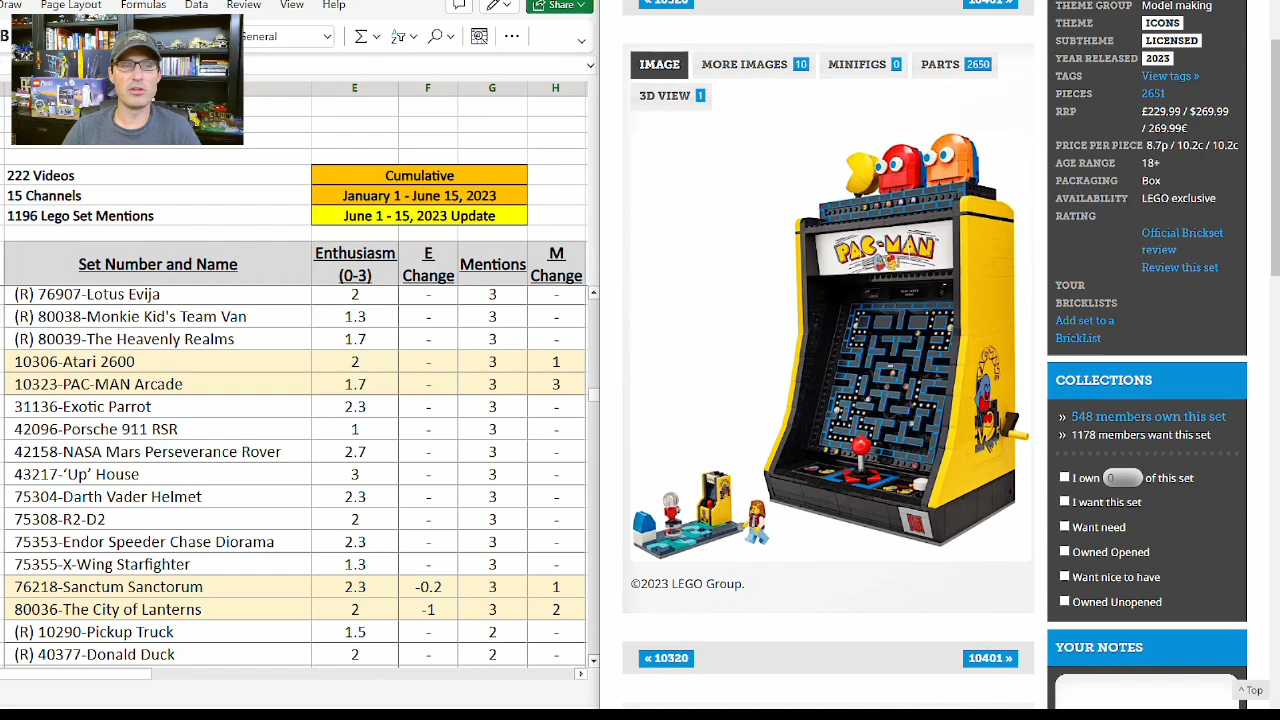 Draw Page Layout Formulas Data Review View Help Share
B General
E F G H
222 Videos Cumulative
15 Channels January 1 - June 15, 2023
1196 Lego Set Mentions June 1 - 15, 2023 Update
Set Number and Name Enthusiasm (0-3) E Change Mentions M Change
(R) 76907-Lotus Evija 2 - 3 -
(R) 80038-Monkie Kid's Team Van 1.3 - 3 -
(R) 80039-The Heavenly Realms 1.7 - 3 -
10306-Atari 2600 2 - 3 1
10323-PAC-MAN Arcade 1.7 - 3 3
31136-Exotic Parrot 2.3 - 3 -
42096-Porsche 911 RSR 1 - 3 -
42158-NASA Mars Perseverance Rover 2.7 - 3 -
43217-‘Up’ House 3 - 3 -
75304-Darth Vader Helmet 2.3 - 3 -
75308-R2-D2 2 - 3 -
75353-Endor Speeder Chase Diorama 2.3 - 3 -
75355-X-Wing Starfighter 1.3 - 3 -
76218-Sanctum Sanctorum 2.3 -0.2 3 1
80036-The City of Lanterns 2 -1 3 2
(R) 10290-Pickup Truck 1.5 - 2 -
(R) 40377-Donald Duck 2 - 2 -
« 10320 10401 »
IMAGE MORE IMAGES 10 MINIFIGS 0 PARTS 2650
3D VIEW 1
PAC-MAN
©2023 LEGO Group.
« 10320 10401 »
THEME GROUP Model making
THEME ICONS
SUBTHEME LICENSED
YEAR RELEASED 2023
TAGS View tags »
PIECES 2651
RRP £229.99 / $269.99
/ 269.99€
PRICE PER PIECE 8.7p / 10.2c / 10.2c
AGE RANGE 18+
PACKAGING Box
AVAILABILITY LEGO exclusive
RATING
Official Brickset
review
Review this set
YOUR
BRICKLISTS
Add set to a
BrickList
COLLECTIONS
» 548 members own this set
» 1178 members want this set
I own 0 of this set
I want this set
Want need
Owned Opened
Want nice to have
Owned Unopened
YOUR NOTES
^ Top